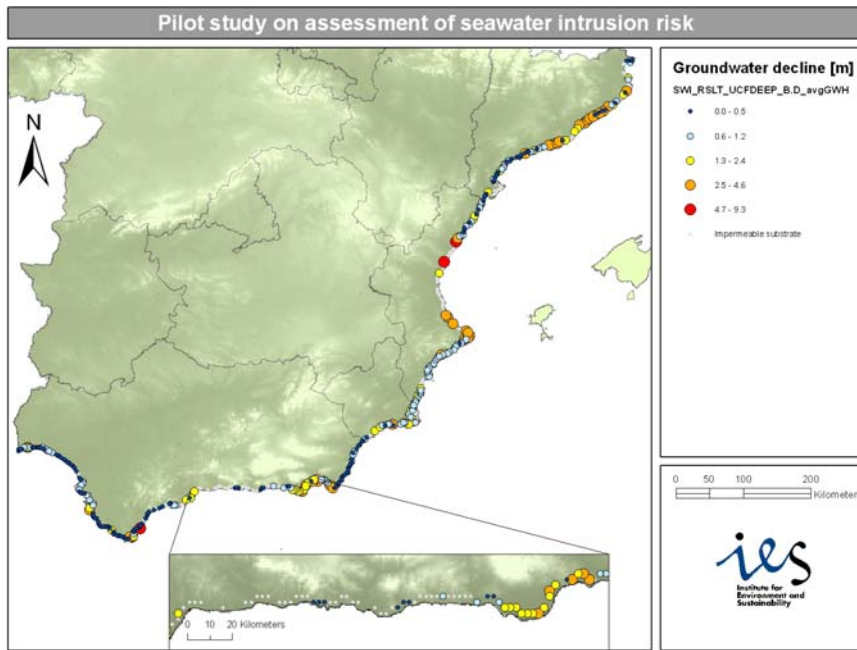 Pilot study on assessment of seawater intrusion risk
N
Groundwater decline [m]
SWI_RSLT_UCFDEEP_B.D_avgGWH
0.0 - 0.5
0.6 - 1.2
1.3 - 2.4
2.5 - 4.6
4.7 - 9.3
Impermeable substrate
0 50 100 200
Kilometers
ies
Institute for
Environment and
Sustainability
0 10 20 Kilometers